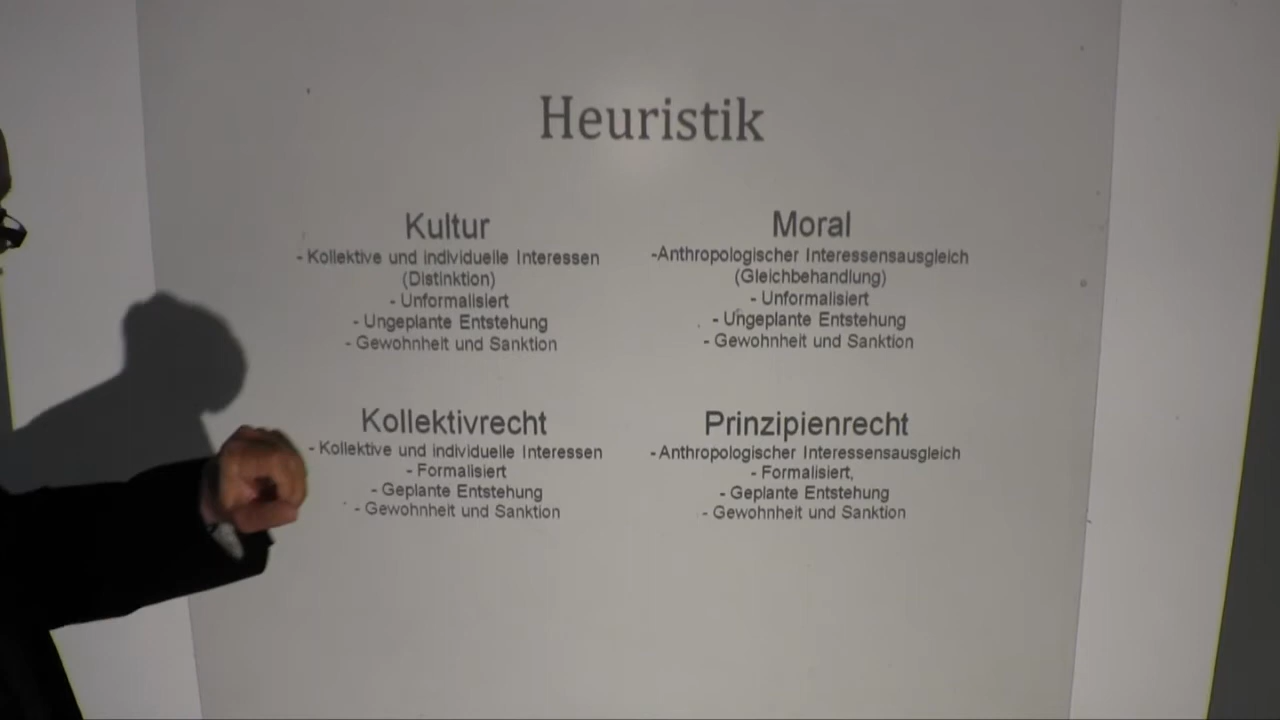 Heuristik
Kultur
- Kollektive und individuelle Interessen
(Distinktion)
- Unformalisiert
- Ungeplante Entstehung
- Gewohnheit und Sanktion
Moral
-Anthropologischer Interessensausgleich
(Gleichbehandlung)
- Unformalisiert
- Ungeplante Entstehung
- Gewohnheit und Sanktion
Kollektivrecht
- Kollektive und individuelle Interessen
- Formalisiert
- Geplante Entstehung
- Gewohnheit und Sanktion
Prinzipienrecht
- Anthropologischer Interessensausgleich
- Formalisiert,
- Geplante Entstehung
- Gewohnheit und Sanktion